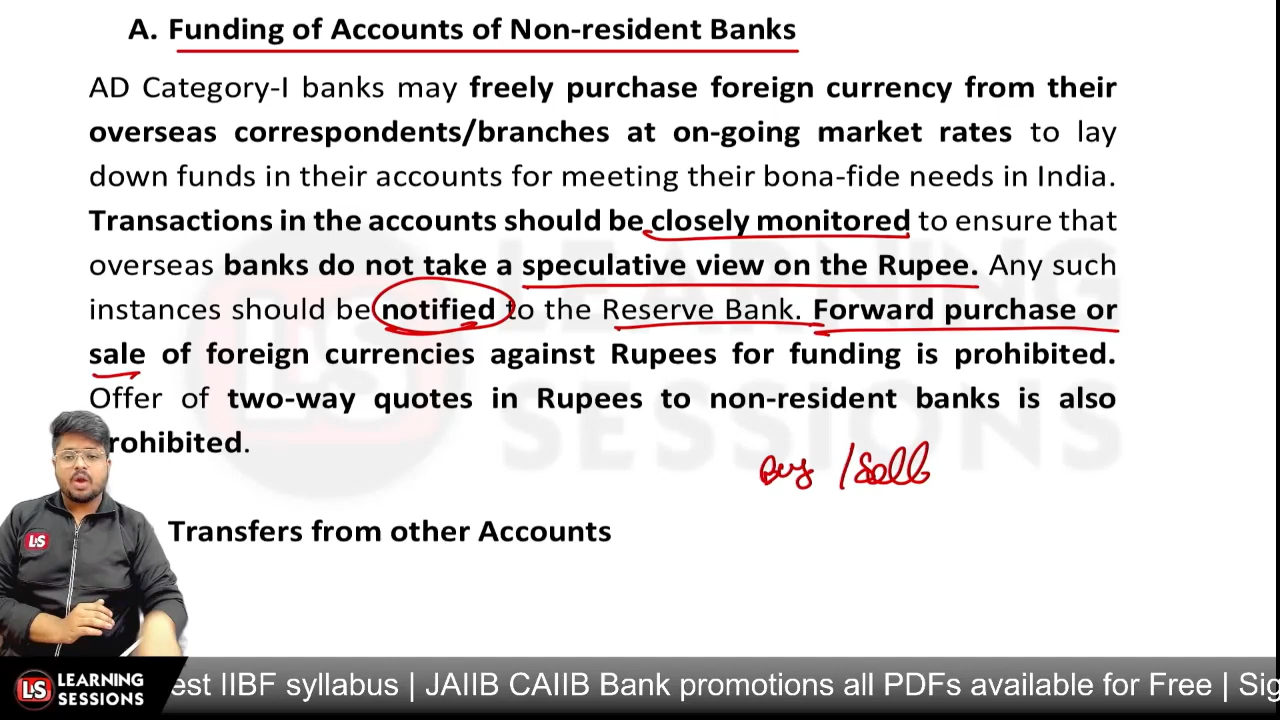 A. Funding of Accounts of Non-resident Banks
AD Category-I banks may freely purchase foreign currency from their
overseas correspondents/branches at on-going market rates to lay
down funds in their accounts for meeting their bona-fide needs in India.
Transactions in the accounts should be closely monitored to ensure that
overseas banks do not take a speculative view on the Rupee. Any such
instances should be notified to the Reserve Bank. Forward purchase or
sale of foreign currencies against Rupees for funding is prohibited.
Offer of two-way quotes in Rupees to non-resident banks is also
rohibited.
Buy /Sell
Transfers from other Accounts
LS
LEARNING SESSIONS
LS
LS LEARNING
SESSIONS
est IIBF syllabus | JAIIB CAIIB Bank promotions all PDFs available for Free | Sig